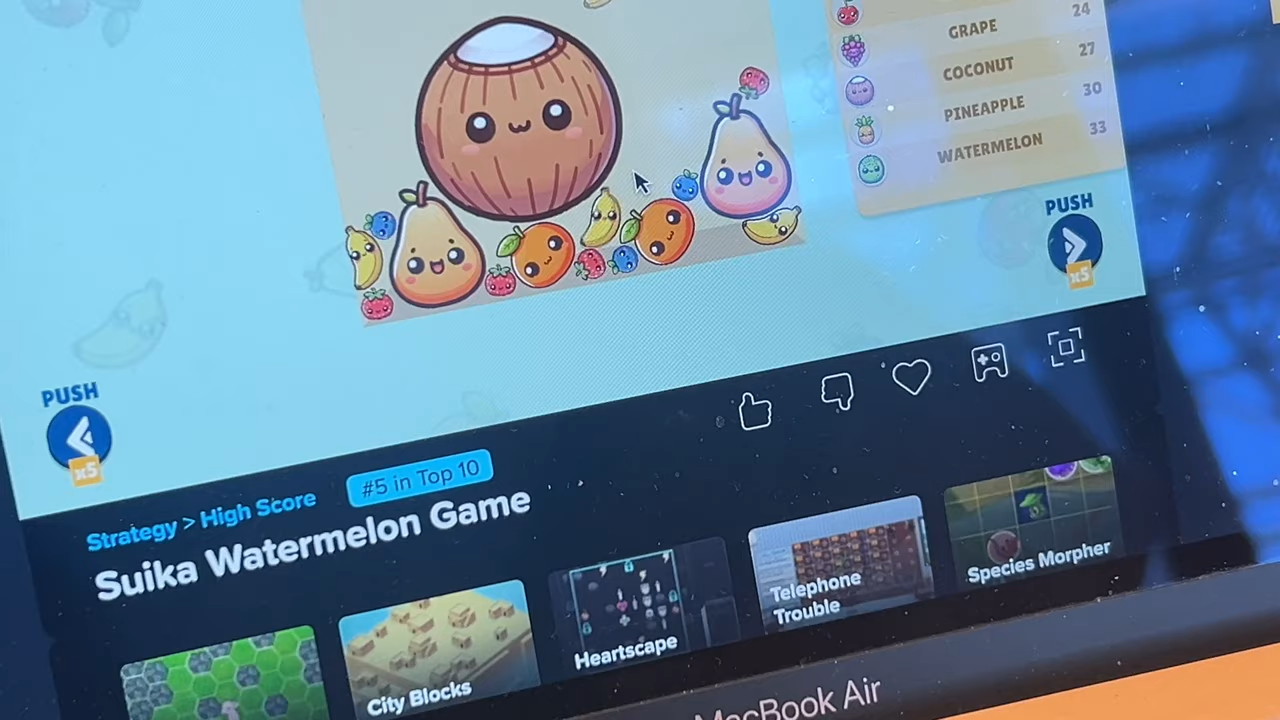 24
GRAPE
27
COCONUT
30
PINEAPPLE
33
WATERMELON
PUSH
x5
PUSH
x5
Strategy > High Score
#5 in Top 10
Suika Watermelon Game
City Blocks
Heartscape
Telephone
Trouble
Species Morpher
MacBook Air